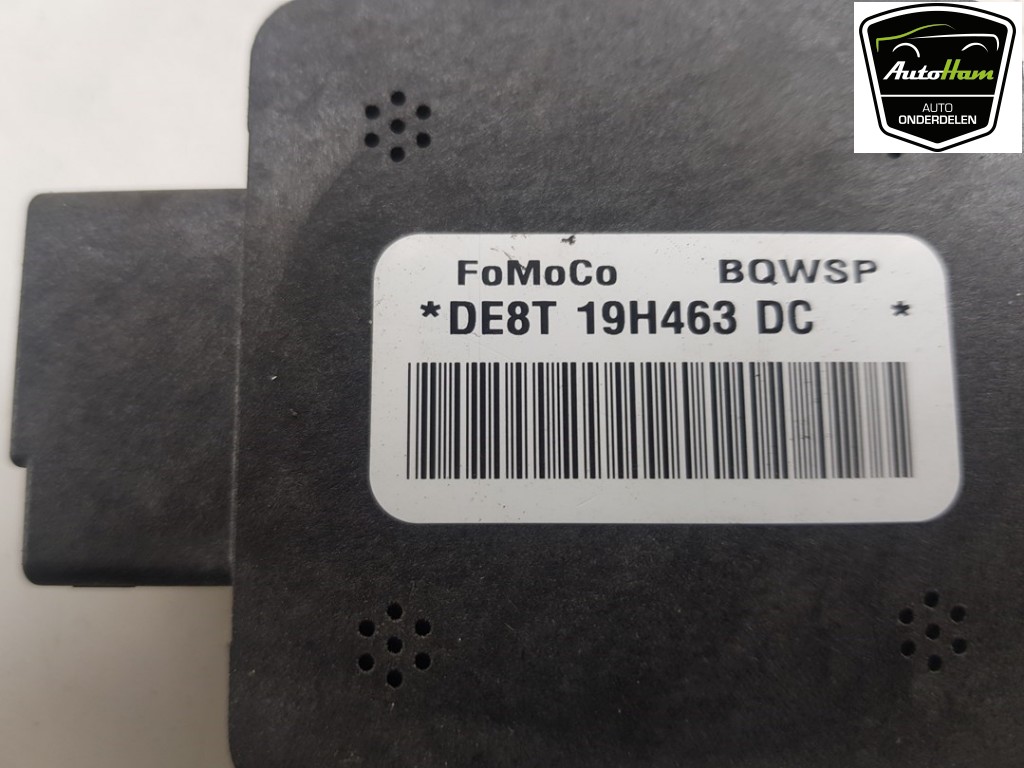 AutoHam
AUTO
ONDERDELEN
FoMoCo BQWSP
*DE8T 19H463 DC *